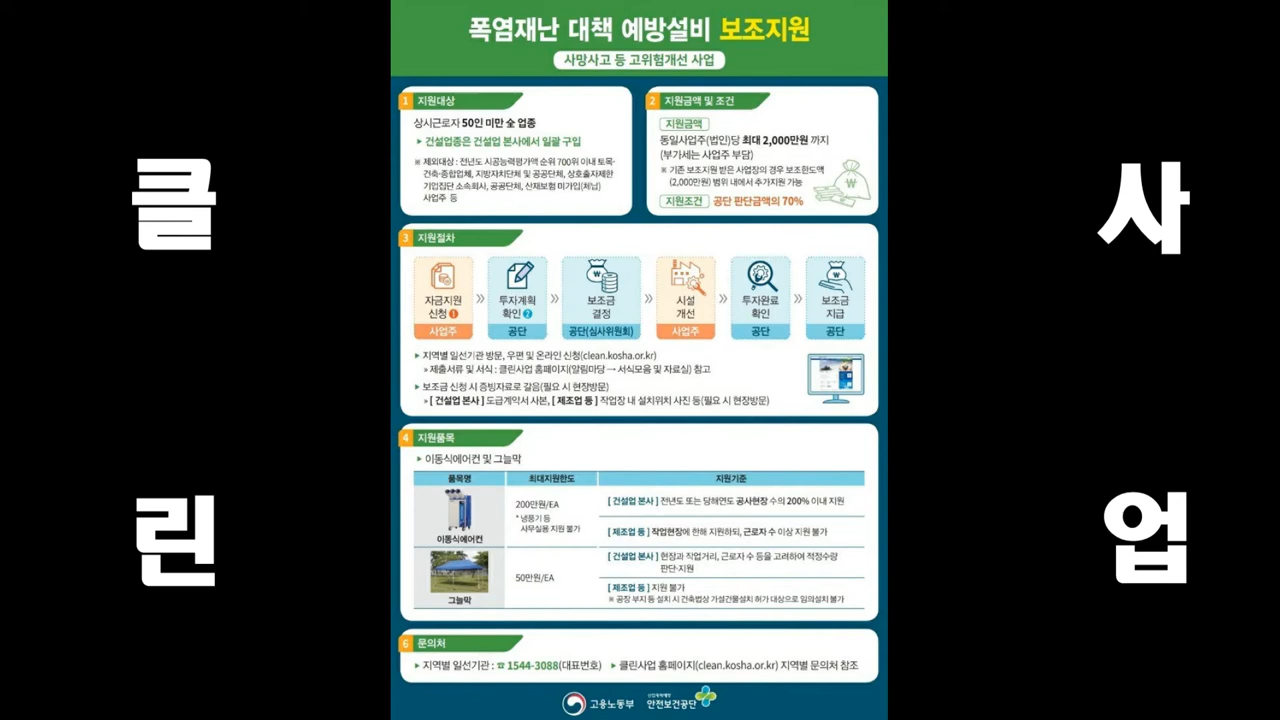 클
린
사
업
폭염재난 대책 예방설비 보조지원
사망사고 등 고위험개선 사업
1 지원대상
상시근로자 50인 미만 全 업종
▸ 건설업종은 건설업 본사에서 일괄 구입
※ 제외대상 : 전년도 시공능력평가액 순위 700위 이내 토목·
건축·종합업체, 지방자치단체 및 공공단체, 상호출자제한
기업집단 소속회사, 공공단체, 산재보험 미가입(체납)
사업주 등
2 지원금액 및 조건
지원금액
동일사업주(법인)당 최대 2,000만원 까지
(부가세는 사업주 부담)
※ 기존 보조지원 받은 사업장의 경우 보조한도액
(2,000만원) 범위 내에서 추가지원 가능
지원조건 공단 판단금액의 70%
3 지원절차
자금지원
신청 1
사업주
»
투자계획
확인 2
공단
»
보조금
결정
공단(심사위원회)
»
시설
개선
사업주
»
투자완료
확인
공단
»
보조금
지급
공단
▸ 지역별 일선기관 방문, 우편 및 온라인 신청(clean.kosha.or.kr)
» 제출서류 및 서식 : 클린사업 홈페이지(알림마당 → 서식모음 및 자료실) 참고
▸ 보조금 신청 시 증빙자료로 갈음(필요 시 현장방문)
» [ 건설업 본사 ] 도급계약서 사본, [ 제조업 등 ] 작업장 내 설치위치 사진 등(필요 시 현장방문)
4 지원품목
▸ 이동식에어컨 및 그늘막
품목명 최대지원한도 지원기준
이동식에어컨
200만원/EA
* 냉풍기 등
사무실용 지원 불가
[ 건설업 본사 ] 전년도 또는 당해연도 공사현장 수의 200% 이내 지원
[ 제조업 등 ] 작업현장에 한해 지원하되, 근로자 수 이상 지원 불가
그늘막
50만원/EA
[ 건설업 본사 ] 현장과 작업거리, 근로자 수 등을 고려하여 적정수량
판단·지원
[ 제조업 등 ] 지원 불가
※ 공장 부지 등 설치 시 건축법상 가설건물설치 허가 대상으로 임의설치 불가
6 문의처
▸ 지역별 일선기관 : ☎ 1544-3088(대표번호) ▸ 클린사업 홈페이지(clean.kosha.or.kr) 지역별 문의처 참조
고용노동부
산업재해예방
안전보건공단